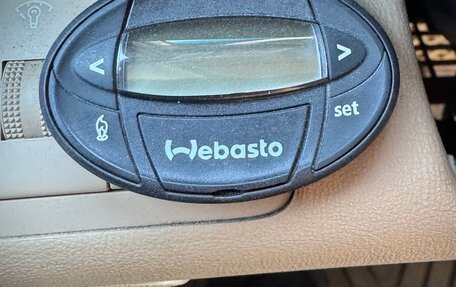 < >
set
Webasto